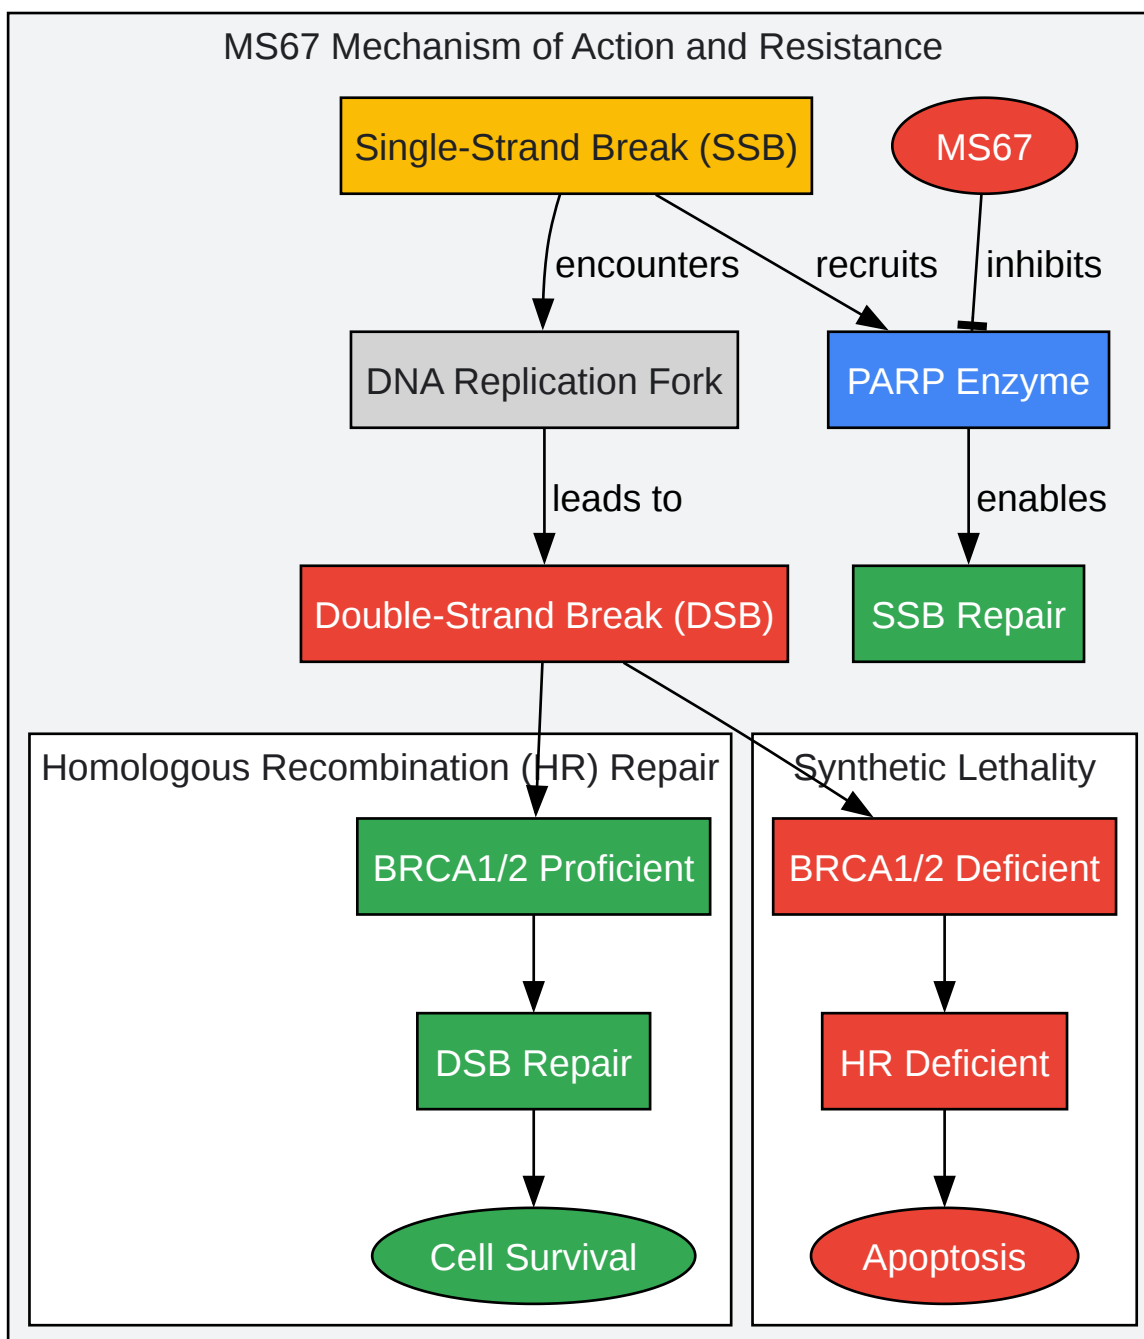 MS67 Mechanism of Action and Resistance
Single-Strand Break (SSB)
MS67
encounters
recruits
inhibits
DNA Replication Fork
PARP Enzyme
leads to
enables
Double-Strand Break (DSB)
SSB Repair
Homologous Recombination (HR) Repair
Synthetic Lethality
BRCA1/2 Proficient
BRCA1/2 Deficient
DSB Repair
HR Deficient
Cell Survival
Apoptosis